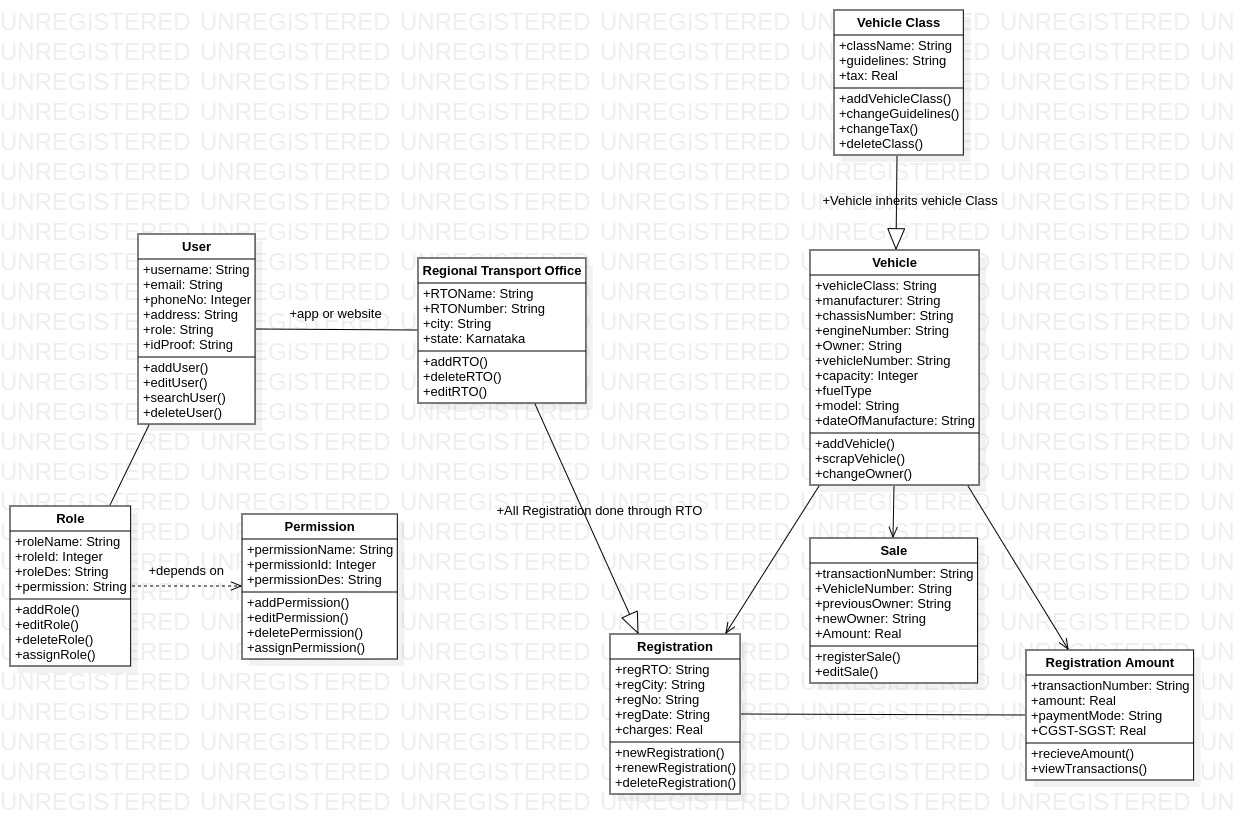 Vehicle Class
+className: String
+guidelines: String
+tax: Real
+addVehicleClass()
+changeGuidelines()
+changeTax()
+deleteClass()
+Vehicle inherits vehicle Class
User
+username: String
+email: String
+phoneNo: Integer
+address: String
+role: String
+idProof: String
+addUser()
+editUser()
+searchUser()
+deleteUser()
+app or website
Regional Transport Office
+RTOName: String
+RTONumber: String
+city: String
+state: Karnataka
+addRTO()
+deleteRTO()
+editRTO()
Vehicle
+vehicleClass: String
+manufacturer: String
+chassisNumber: String
+engineNumber: String
+Owner: String
+vehicleNumber: String
+capacity: Integer
+fuelType
+model: String
+dateOfManufacture: String
+addVehicle()
+scrapVehicle()
+changeOwner()
Role
+roleName: String
+roleId: Integer
+roleDes: String
+permission: String
+addRole()
+editRole()
+deleteRole()
+assignRole()
+depends on
Permission
+permissionName: String
+permissionId: Integer
+permissionDes: String
+addPermission()
+editPermission()
+deletePermission()
+assignPermission()
+All Registration done through RTO
Sale
+transactionNumber: String
+VehicleNumber: String
+previousOwner: String
+newOwner: String
+Amount: Real
+registerSale()
+editSale()
Registration
+regRTO: String
+regCity: String
+regNo: String
+regDate: String
+charges: Real
+newRegistration()
+renewRegistration()
+deleteRegistration()
Registration Amount
+transactionNumber: String
+amount: Real
+paymentMode: String
+CGST-SGST: Real
+recieveAmount()
+viewTransactions()
UNREGISTERED